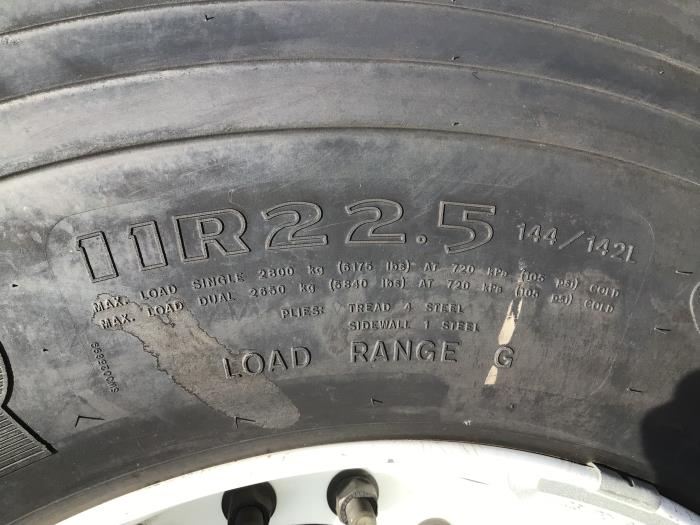 11R22.5 144/142L
MAX. LOAD SINGLE 2800 kg (6175 lbs) AT 720 kPa (105 psi) COLD
MAX. LOAD DUAL 2650 kg (5840 lbs) AT 720 kPa (105 psi) COLD
PLIES: TREAD 4 STEEL
SIDEWALL 1 STEEL
LOAD RANGE G